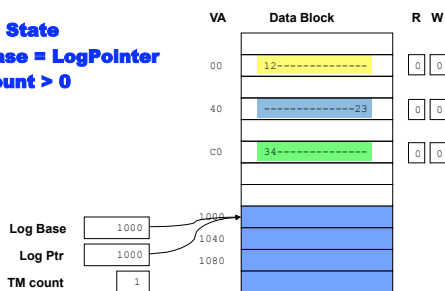 State
ase = LogPointer
ount > 0
VA Data Block R W
00 12-------------- 0 0
40 --------------23 0 0
C0 34-------------- 0 0
1000
1040
1080
Log Base 1000
Log Ptr 1000
TM count 1